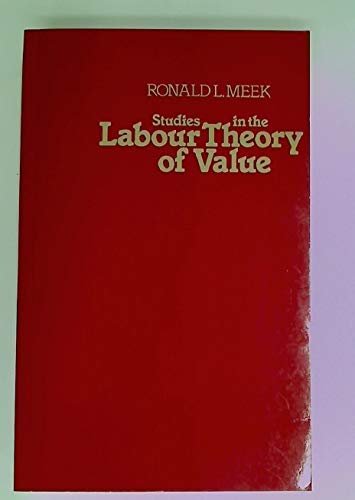 RONALD L. MEEK
Studies in the
Labour Theory
of Value